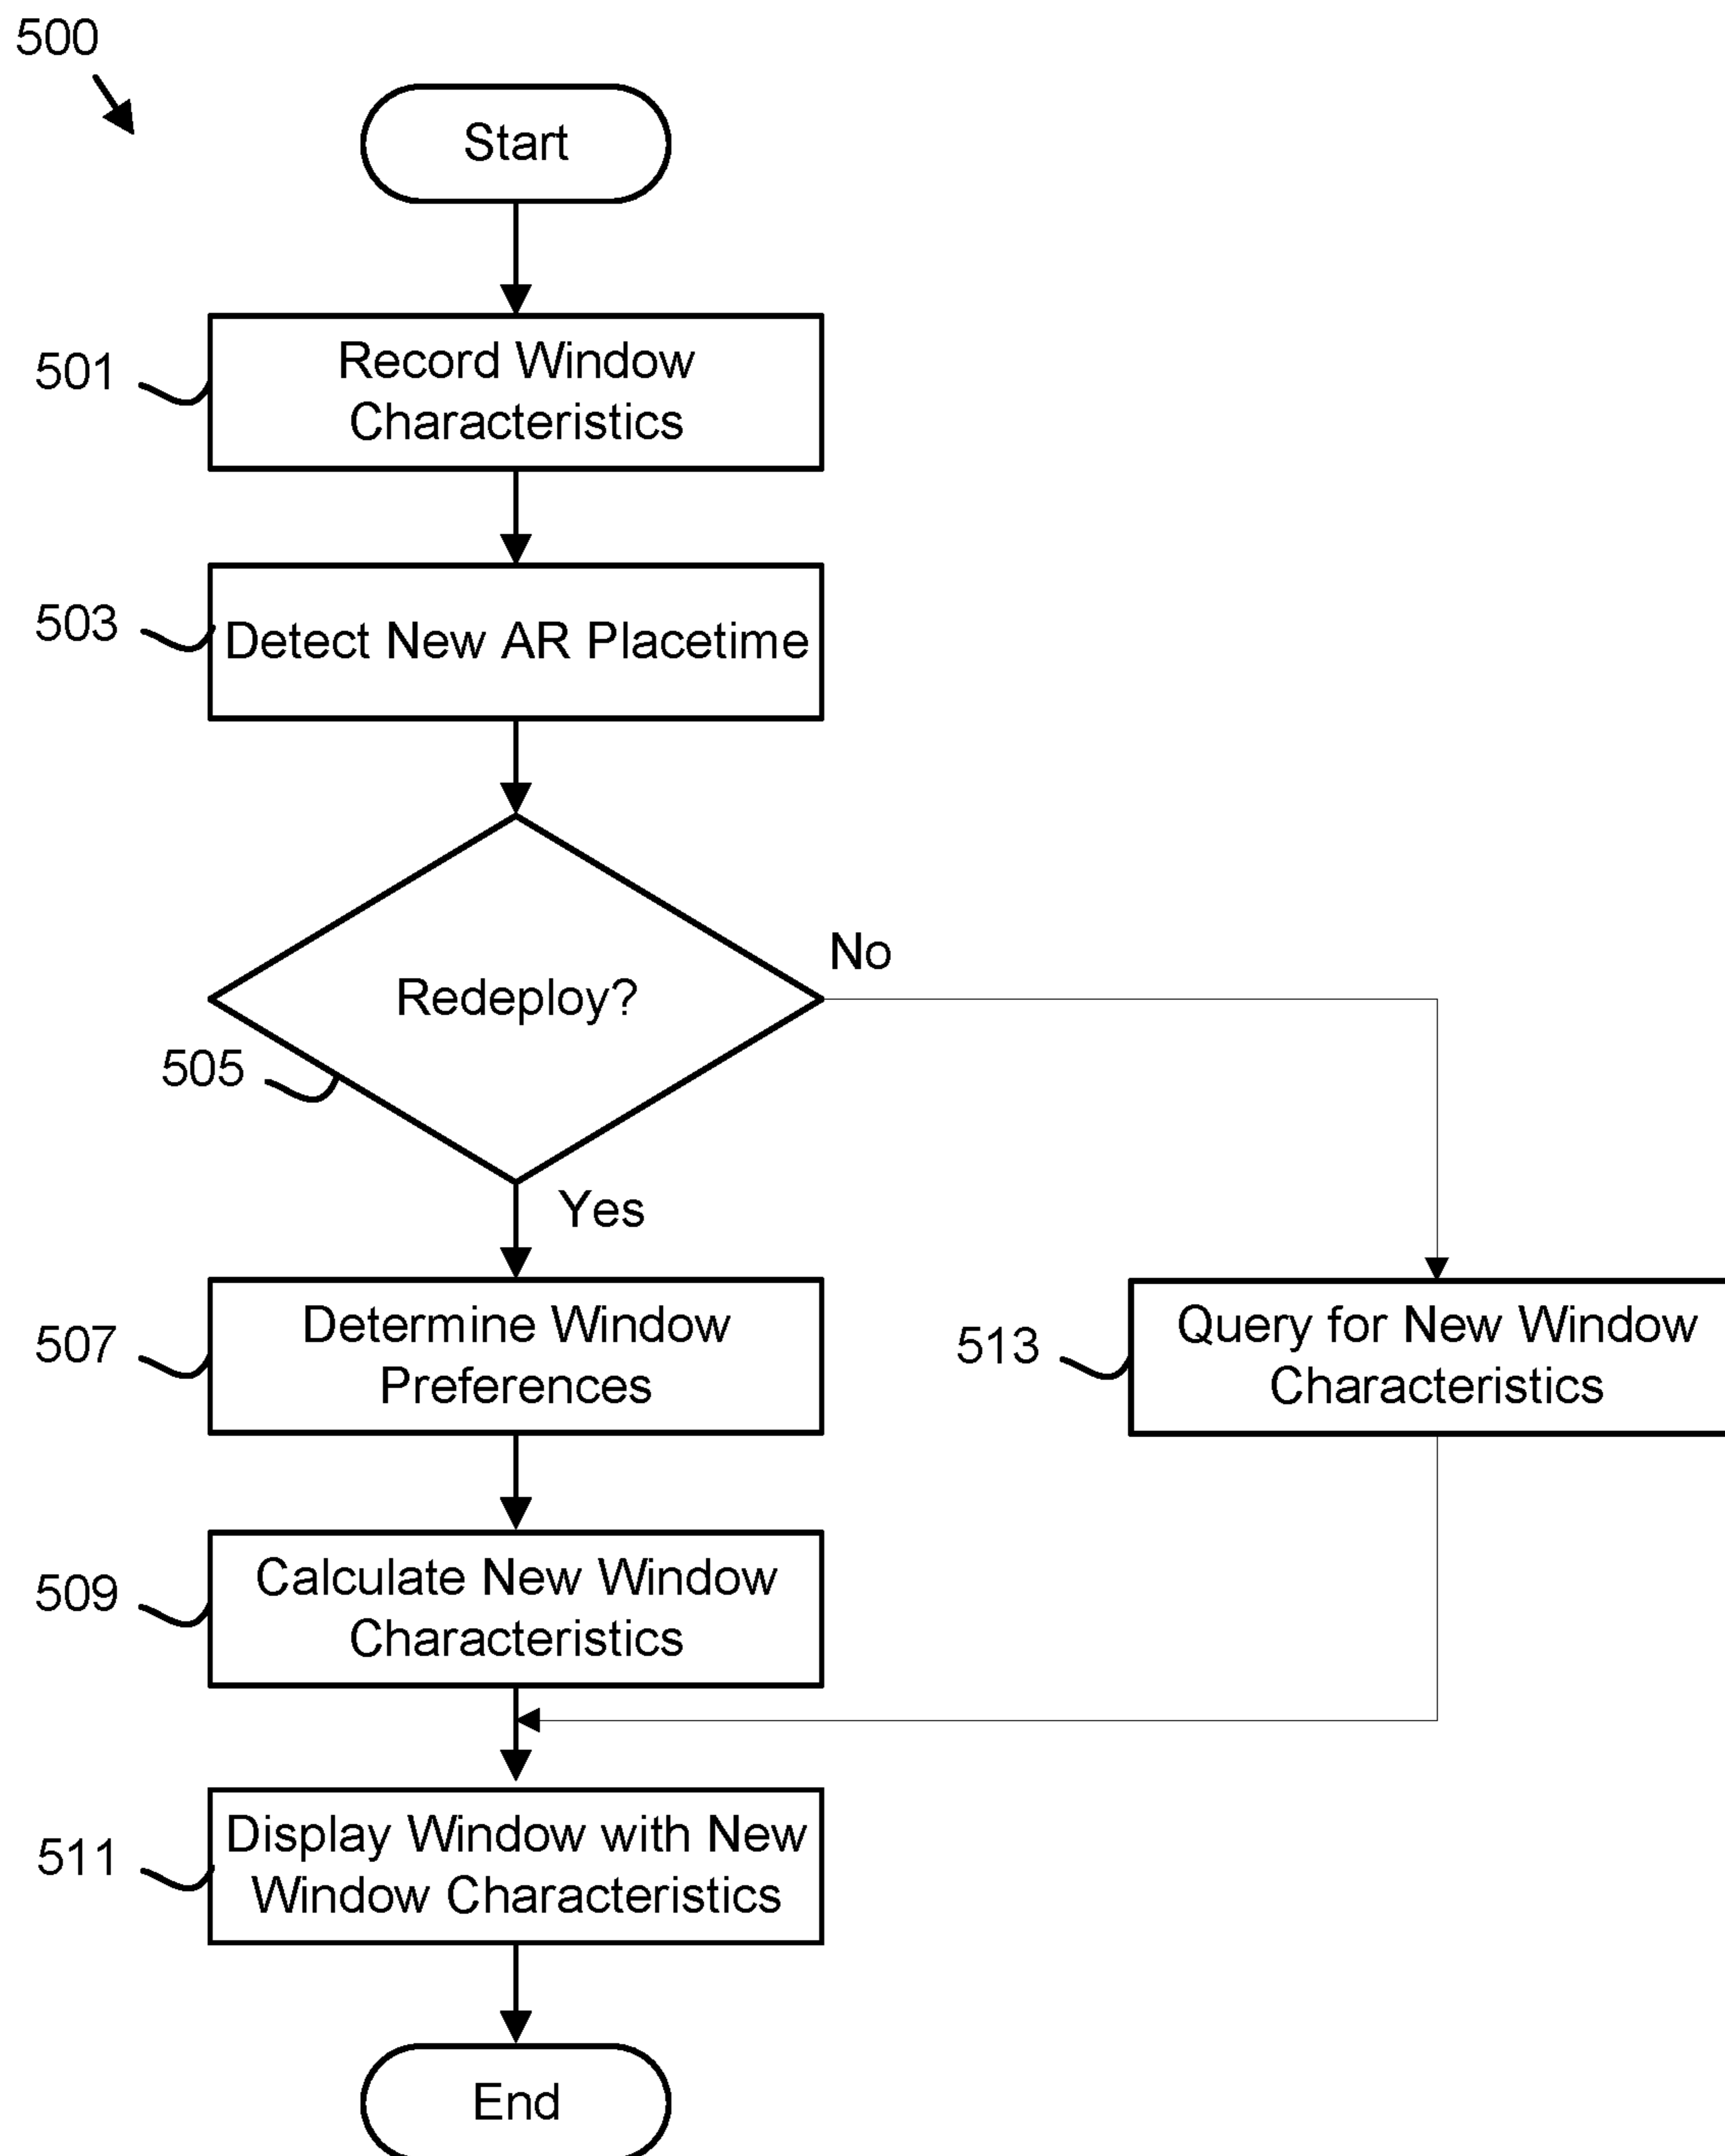 500
Start
501
Record Window
Characteristics
503
Detect New AR Placetime
No
Redeploy?
505
Yes
507
Determine Window
Preferences
513
Query for New Window
Characteristics
509
Calculate New Window
Characteristics
511
Display Window with New
Window Characteristics
End